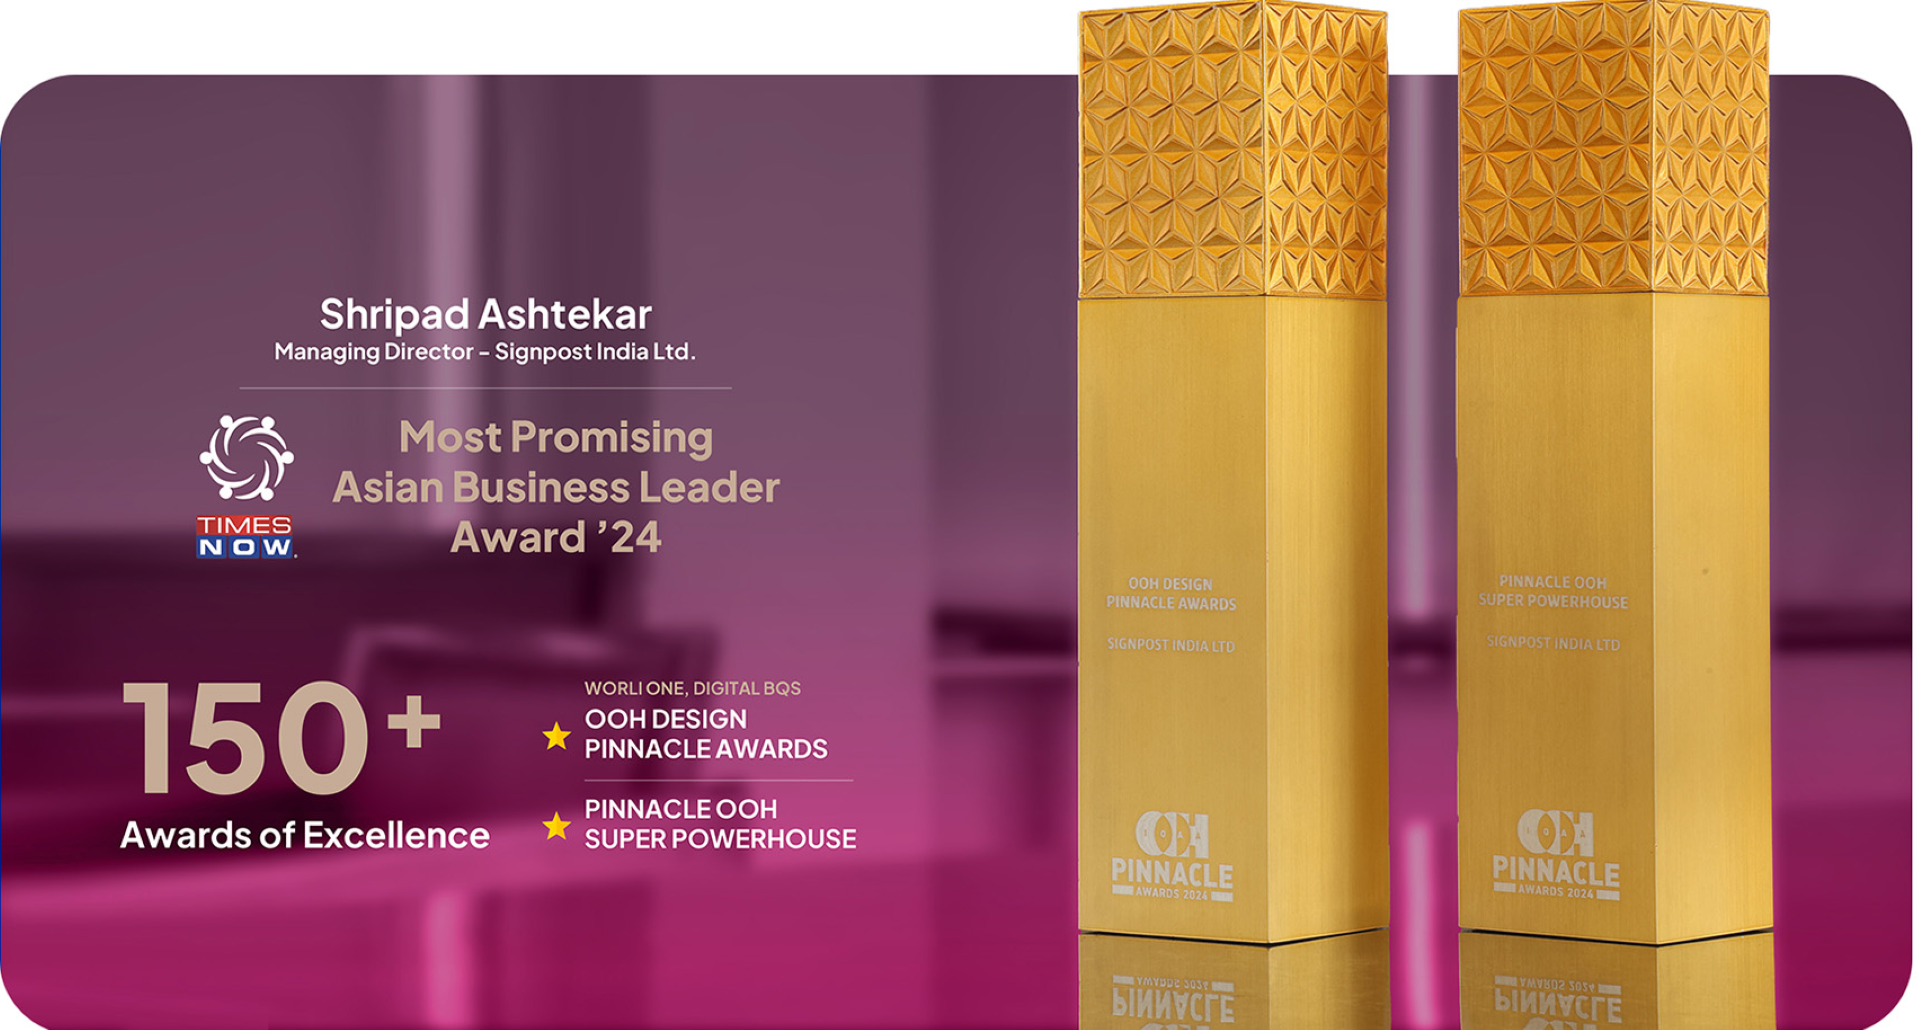 Shripad Ashtekar
Managing Director - Signpost India Ltd.
TIMES
NOW.
Most Promising
Asian Business Leader
Award ’24
150+
Awards of Excellence
WORLI ONE, DIGITAL BQS
OOH DESIGN
PINNACLE AWARDS
PINNACLE OOH
SUPER POWERHOUSE
OOH DESIGN
PINNACLE AWARDS
SIGNPOST INDIA LTD
OOH
PINNACLE
AWARDS 2024
PINNACLE OOH
SUPER POWERHOUSE
SIGNPOST INDIA LTD
OOH
PINNACLE
AWARDS 2024